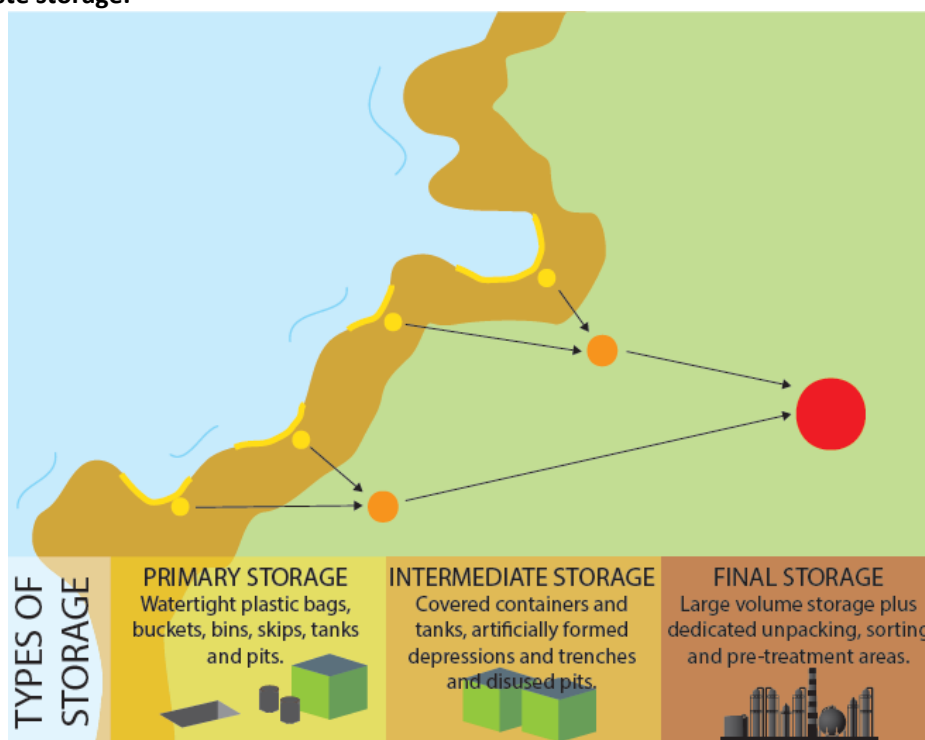 storage.
TYPES OF
STORAGE
PRIMARY STORAGE
Watertight plastic bags,
buckets, bins, skips, tanks
and pits.
INTERMEDIATE STORAGE
Covered containers and
tanks, artificially formed
depressions and trenches
and disused pits.
FINAL STORAGE
Large volume storage plus
dedicated unpacking, sorting
and pre-treatment areas.